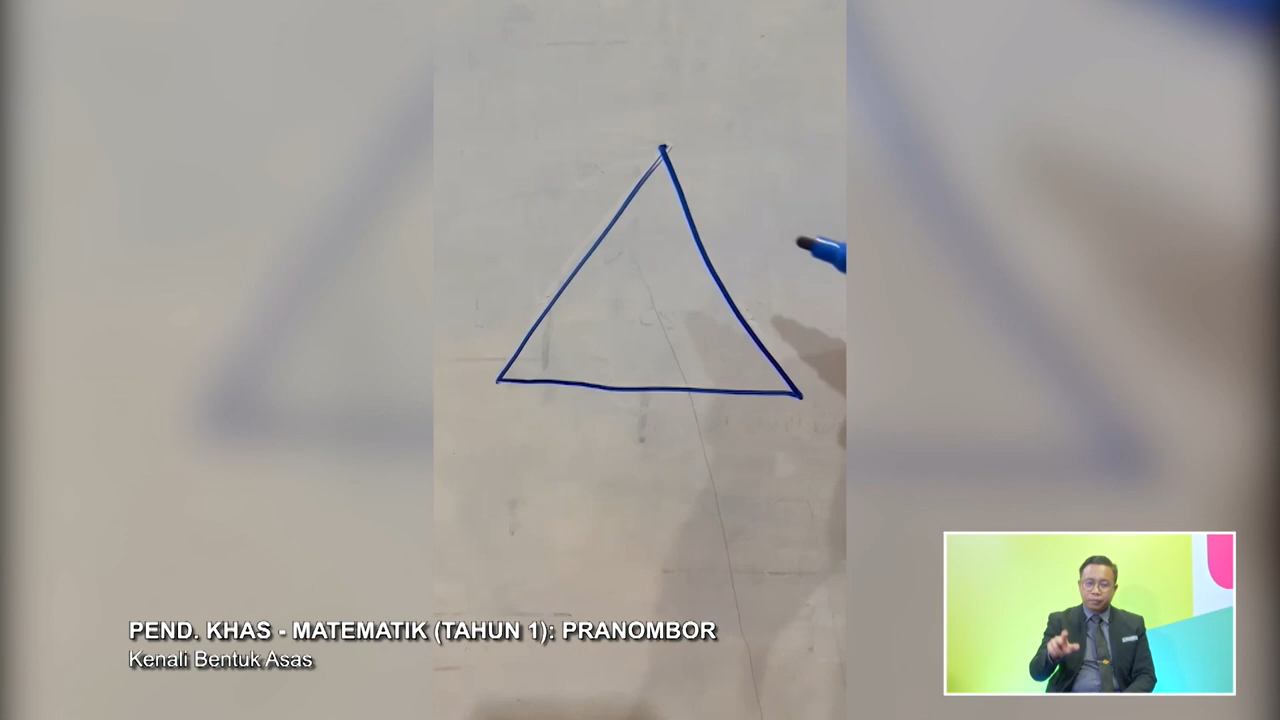 PEND. KHAS - MATEMATIK (TAHUN 1): PRANOMBOR
Kenali Bentuk Asas